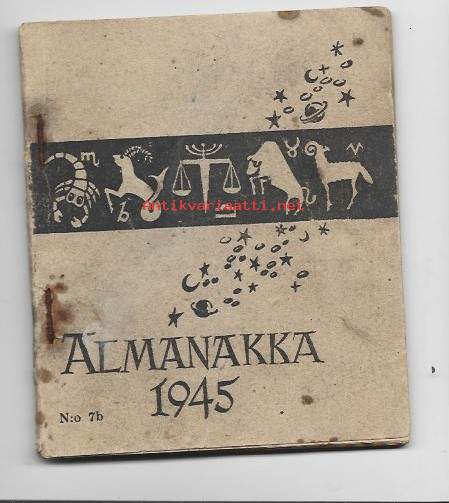 antikvariaatti.net
ALMANAKKA
1945
N:o 7b